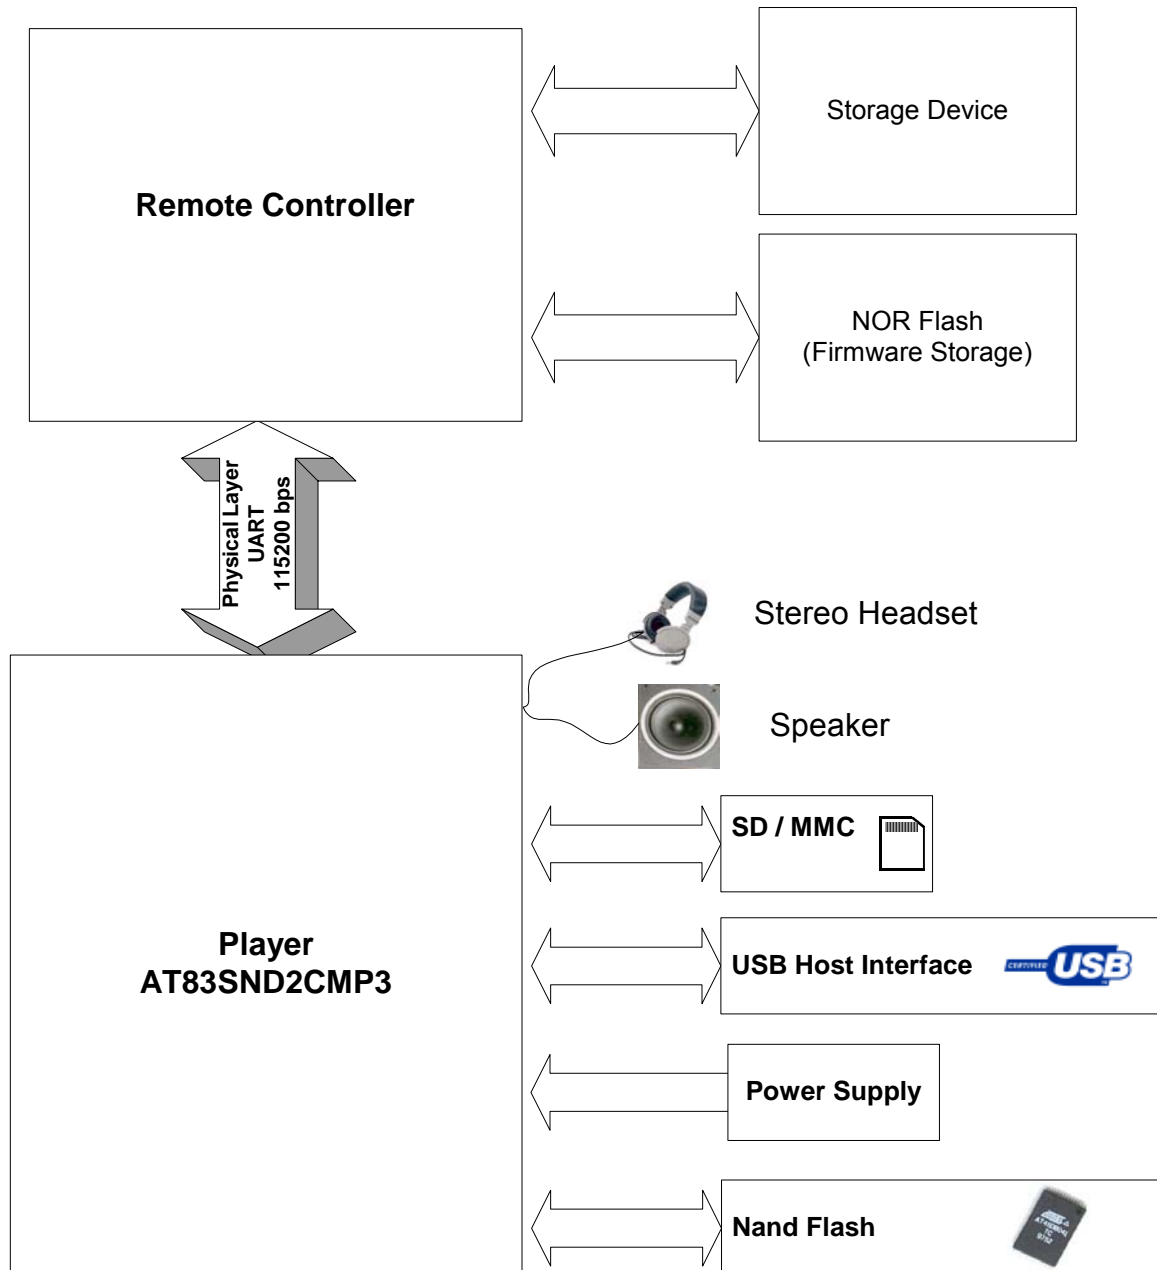 Remote Controller
Storage Device
NOR Flash
(Firmware Storage)
Physical Layer
UART
115200 bps
Stereo Headset
Speaker
Player
AT83SND2CMP3
SD / MMC
USB Host Interface
CERTIFIED USB
Power Supply
Nand Flash